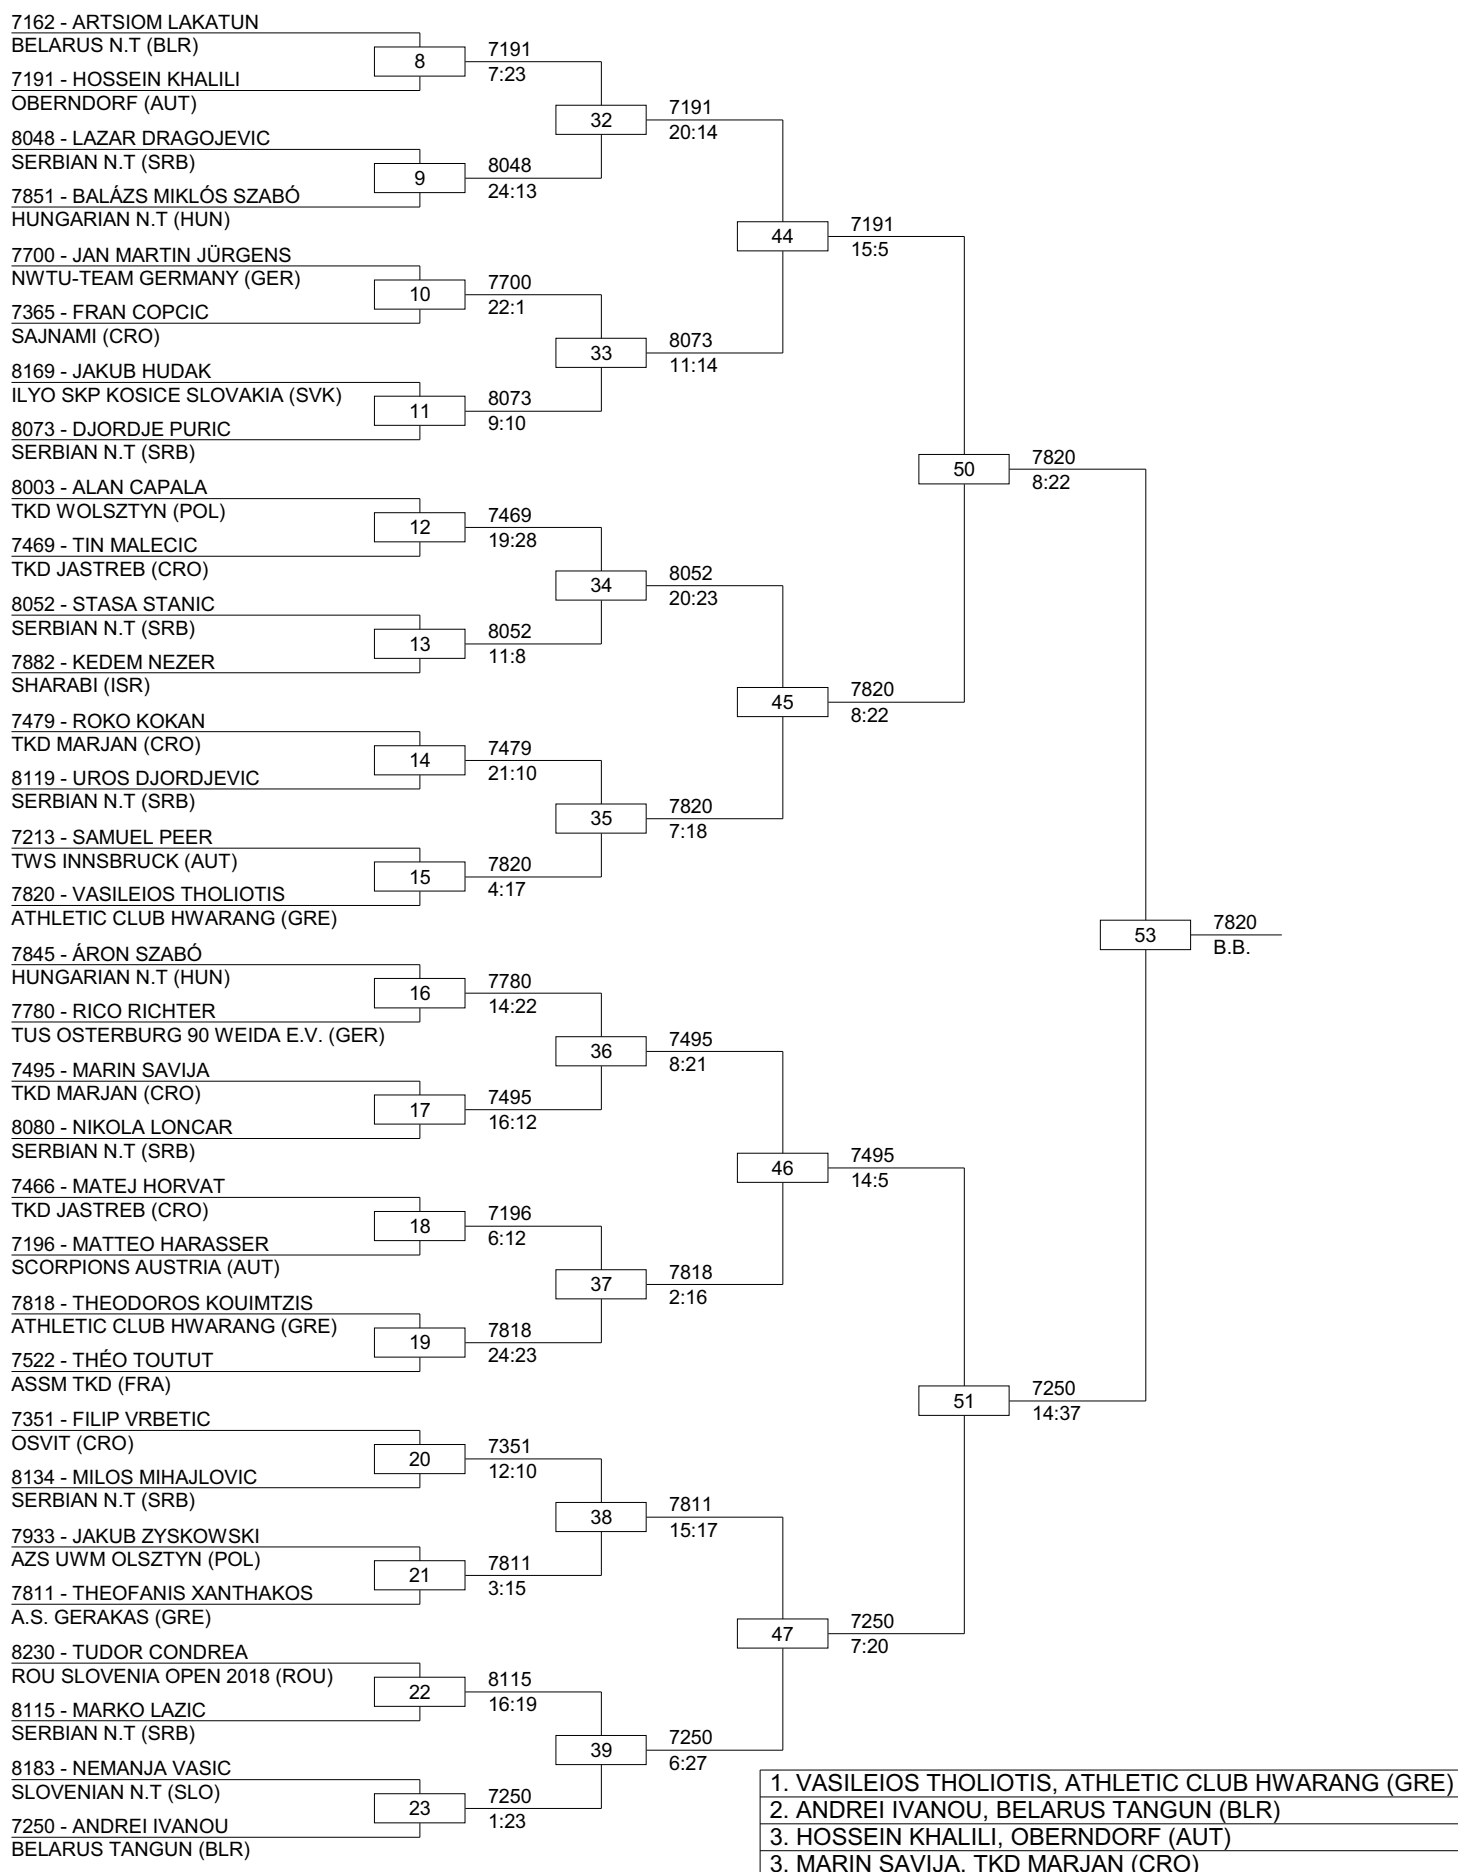 7162 - ARTSIOM LAKATUN
BELARUS N.T (BLR)
7191 - HOSSEIN KHALILI
OBERNDORF (AUT)
8048 - LAZAR DRAGOJEVIC
SERBIAN N.T (SRB)
7851 - BALÁZS MIKLÓS SZABÓ
HUNGARIAN N.T (HUN)
7700 - JAN MARTIN JÜRGENS
NWTU-TEAM GERMANY (GER)
7365 - FRAN COPCIC
SAJNAMI (CRO)
8169 - JAKUB HUDAK
ILYO SKP KOSICE SLOVAKIA (SVK)
8073 - DJORDJE PURIC
SERBIAN N.T (SRB)
8003 - ALAN CAPALA
TKD WOLSZTYN (POL)
7469 - TIN MALECIC
TKD JASTREB (CRO)
8052 - STASA STANIC
SERBIAN N.T (SRB)
7882 - KEDEM NEZER
SHARABI (ISR)
7479 - ROKO KOKAN
TKD MARJAN (CRO)
8119 - UROS DJORDJEVIC
SERBIAN N.T (SRB)
7213 - SAMUEL PEER
TWS INNSBRUCK (AUT)
7820 - VASILEIOS THOLIOTIS
ATHLETIC CLUB HWARANG (GRE)
7845 - ÁRON SZABÓ
HUNGARIAN N.T (HUN)
7780 - RICO RICHTER
TUS OSTERBURG 90 WEIDA E.V. (GER)
7495 - MARIN SAVIJA
TKD MARJAN (CRO)
8080 - NIKOLA LONCAR
SERBIAN N.T (SRB)
7466 - MATEJ HORVAT
TKD JASTREB (CRO)
7196 - MATTEO HARASSER
SCORPIONS AUSTRIA (AUT)
7818 - THEODOROS KOUIMTZIS
ATHLETIC CLUB HWARANG (GRE)
7522 - THÉO TOUTUT
ASSM TKD (FRA)
7351 - FILIP VRBETIC
OSVIT (CRO)
8134 - MILOS MIHAJLOVIC
SERBIAN N.T (SRB)
7933 - JAKUB ZYSKOWSKI
AZS UWM OLSZTYN (POL)
7811 - THEOFANIS XANTHAKOS
A.S. GERAKAS (GRE)
8230 - TUDOR CONDREA
ROU SLOVENIA OPEN 2018 (ROU)
8115 - MARKO LAZIC
SERBIAN N.T (SRB)
8183 - NEMANJA VASIC
SLOVENIAN N.T (SLO)
7250 - ANDREI IVANOU
BELARUS TANGUN (BLR)
8
7191
7:23
9
8048
24:13
10
7700
22:1
11
8073
9:10
12
7469
19:28
13
8052
11:8
14
7479
21:10
15
7820
4:17
16
7780
14:22
17
7495
16:12
18
7196
6:12
19
7818
24:23
20
7351
12:10
21
7811
3:15
22
8115
16:19
23
7250
1:23
32
7191
20:14
33
8073
11:14
34
8052
20:23
35
7820
7:18
36
7495
8:21
37
7818
2:16
38
7811
15:17
39
7250
6:27
44
7191
15:5
45
7820
8:22
46
7495
14:5
47
7250
7:20
50
7820
8:22
51
7250
14:37
53
7820
B.B.
1. VASILEIOS THOLIOTIS, ATHLETIC CLUB HWARANG (GRE)
2. ANDREI IVANOU, BELARUS TANGUN (BLR)
3. HOSSEIN KHALILI, OBERNDORF (AUT)
3. MARIN SAVIJA, TKD MARJAN (CRO)